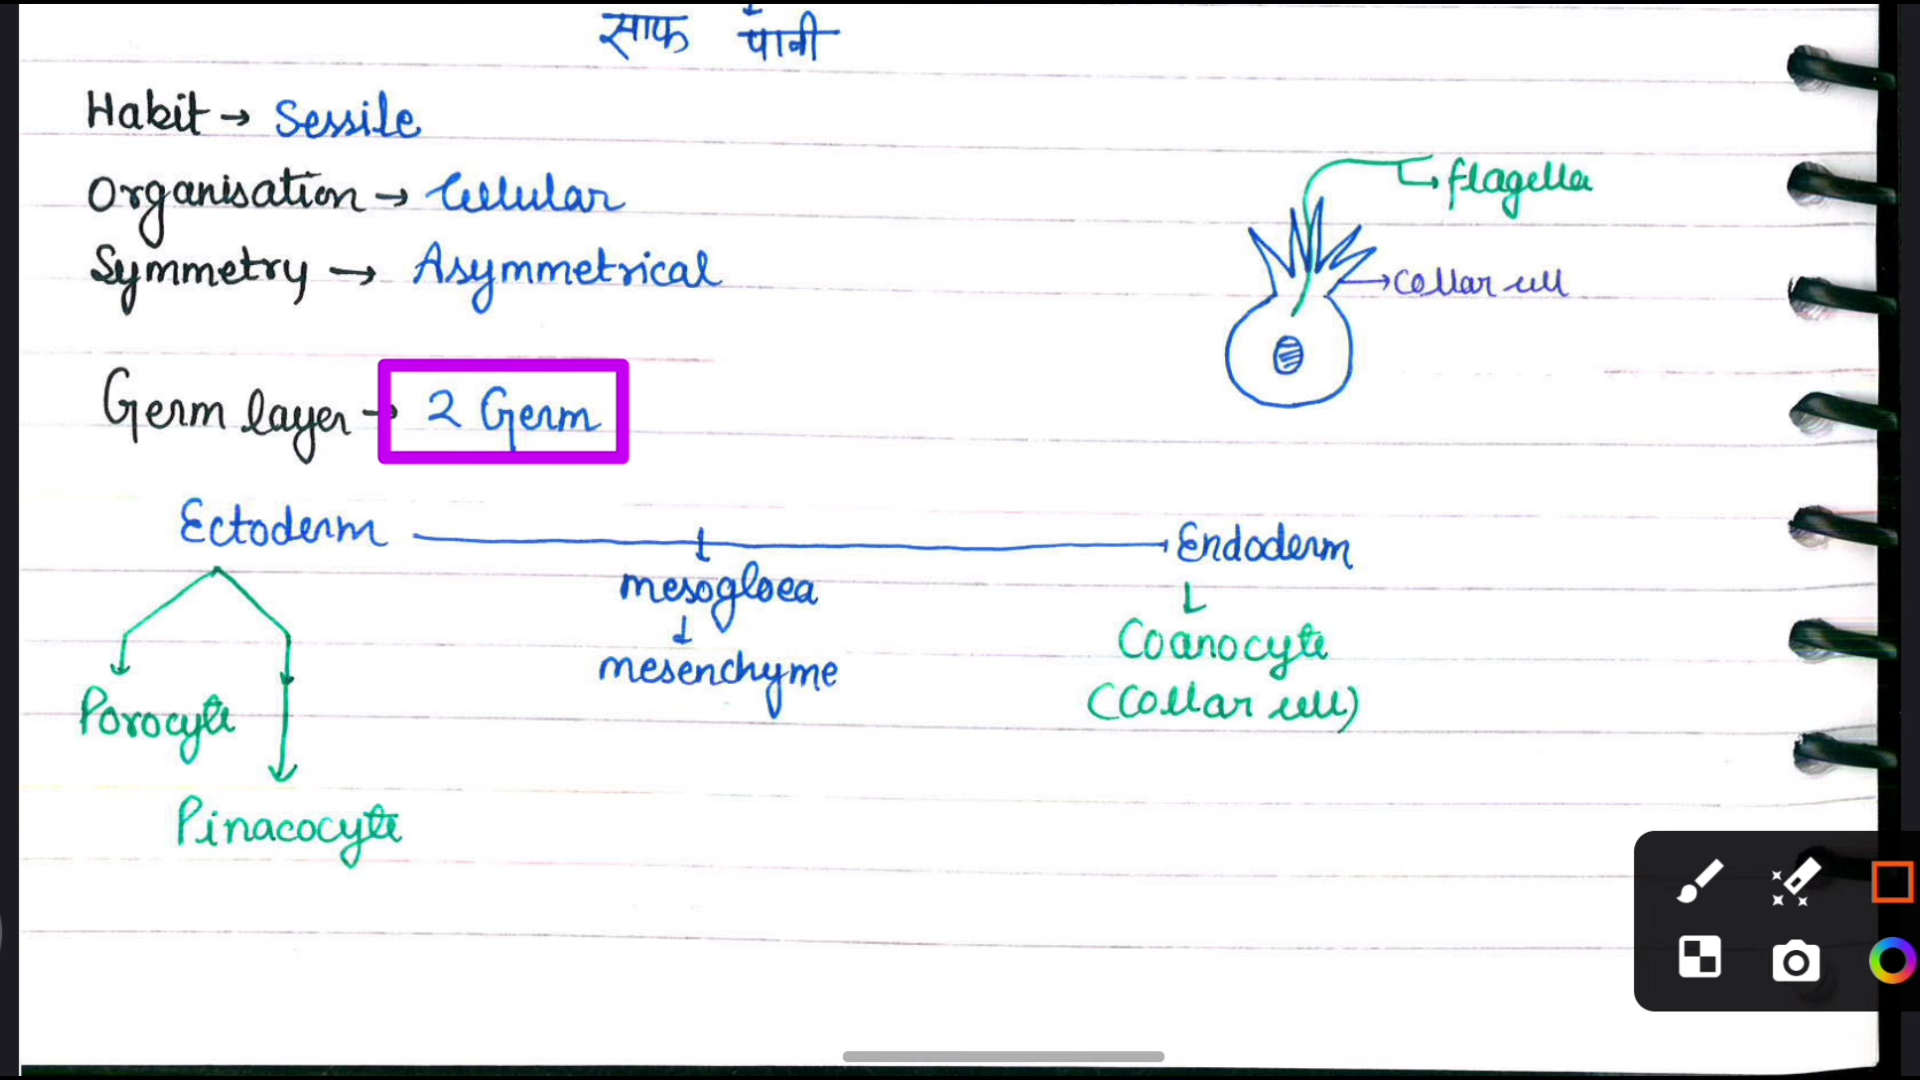 साफ पानी
Habit → Sessile
Organisation → Cellular
Symmetry → Asymmetrical
flagella
Collar cell
Germ layer → 2 Germ
Ectoderm
Endoderm
mesogloea
mesenchyme
Coanocyte
(Collar cell)
Porocyte
Pinacocyte